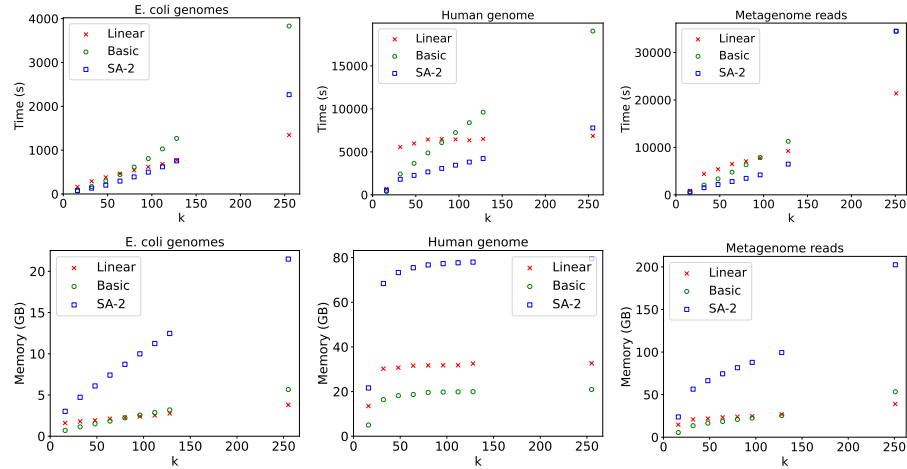 E. coli genomes
4000
3000
2000
1000
0
Time (s)
Linear
Basic
SA-2
0 50 100 150 200 250
k
Human genome
15000
10000
5000
0
Time (s)
Linear
Basic
SA-2
0 50 100 150 200 250
k
Metagenome reads
30000
20000
10000
0
Time (s)
Linear
Basic
SA-2
0 50 100 150 200 250
k
E. coli genomes
20
15
10
5
0
Memory (GB)
Linear
Basic
SA-2
0 50 100 150 200 250
k
Human genome
80
60
40
20
0
Memory (GB)
Linear
Basic
SA-2
0 50 100 150 200 250
k
Metagenome reads
200
150
100
50
0
Memory (GB)
Linear
Basic
SA-2
0 50 100 150 200 250
k